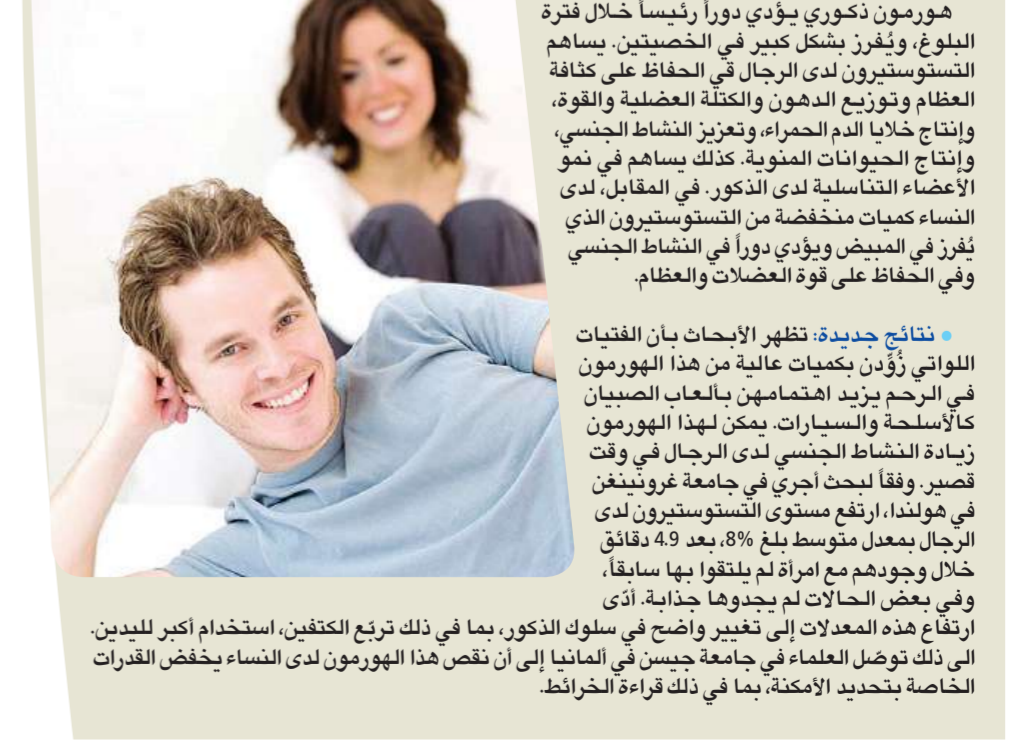 هورمون ذكوري يؤدي دوراً رئيساً خلال فترة
البلوغ، ويُفرز بشكل كبير في الخصيتين. يساهم
التستوستيرون لدى الرجال قي الحفاظ على كثافة
العظام وتوزيع الدهون والكتلة العضلية والقوة،
وإنتاج خلايا الدم الحمراء، وتعزيز النشاط الجنسي،
وإنتاج الحيوانات المنوية. كذلك يساهم في نمو
الأعضاء التناسلية لدى الذكور. في المقابل، لدى
النساء كميات منخفضة من التستوستيرون الذي
يُفرز في المبيض ويؤدي دوراً في النشاط الجنسي
وفي الحفاظ على قوة العضلات والعظام.
• نتائج جديدة: تظهر الأبحاث بأن الفتيات
اللواتي زُوِّدن بكميات عالية من هذا الهورمون
في الرحم يزيد اهتمامهن بألعاب الصبيان
كالأسلحة والسيارات. يمكن لهذا الهورمون
زيادة النشاط الجنسي لدى الرجال في وقت
قصير. وفقاً لبحث أجري في جامعة غرونينغن
في هولندا، ارتفع مستوى التستوستيرون لدى
الرجال بمعدل متوسط بلغ 8%، بعد 4.9 دقائق
خلال وجودهم مع امرأة لم يلتقوا بها سابقاً،
وفي بعض الحالات لم يجدوها جذابة. أدّى
ارتفاع هذه المعدلات إلى تغيير واضح في سلوك الذكور، بما في ذلك تربّع الكتفين، استخدام أكبر لليدين.
الى ذلك توصّل العلماء في جامعة جيسن في ألمانيا إلى أن نقص هذا الهورمون لدى النساء يخفض القدرات
الخاصة بتحديد الأمكنة، بما في ذلك قراءة الخرائط.